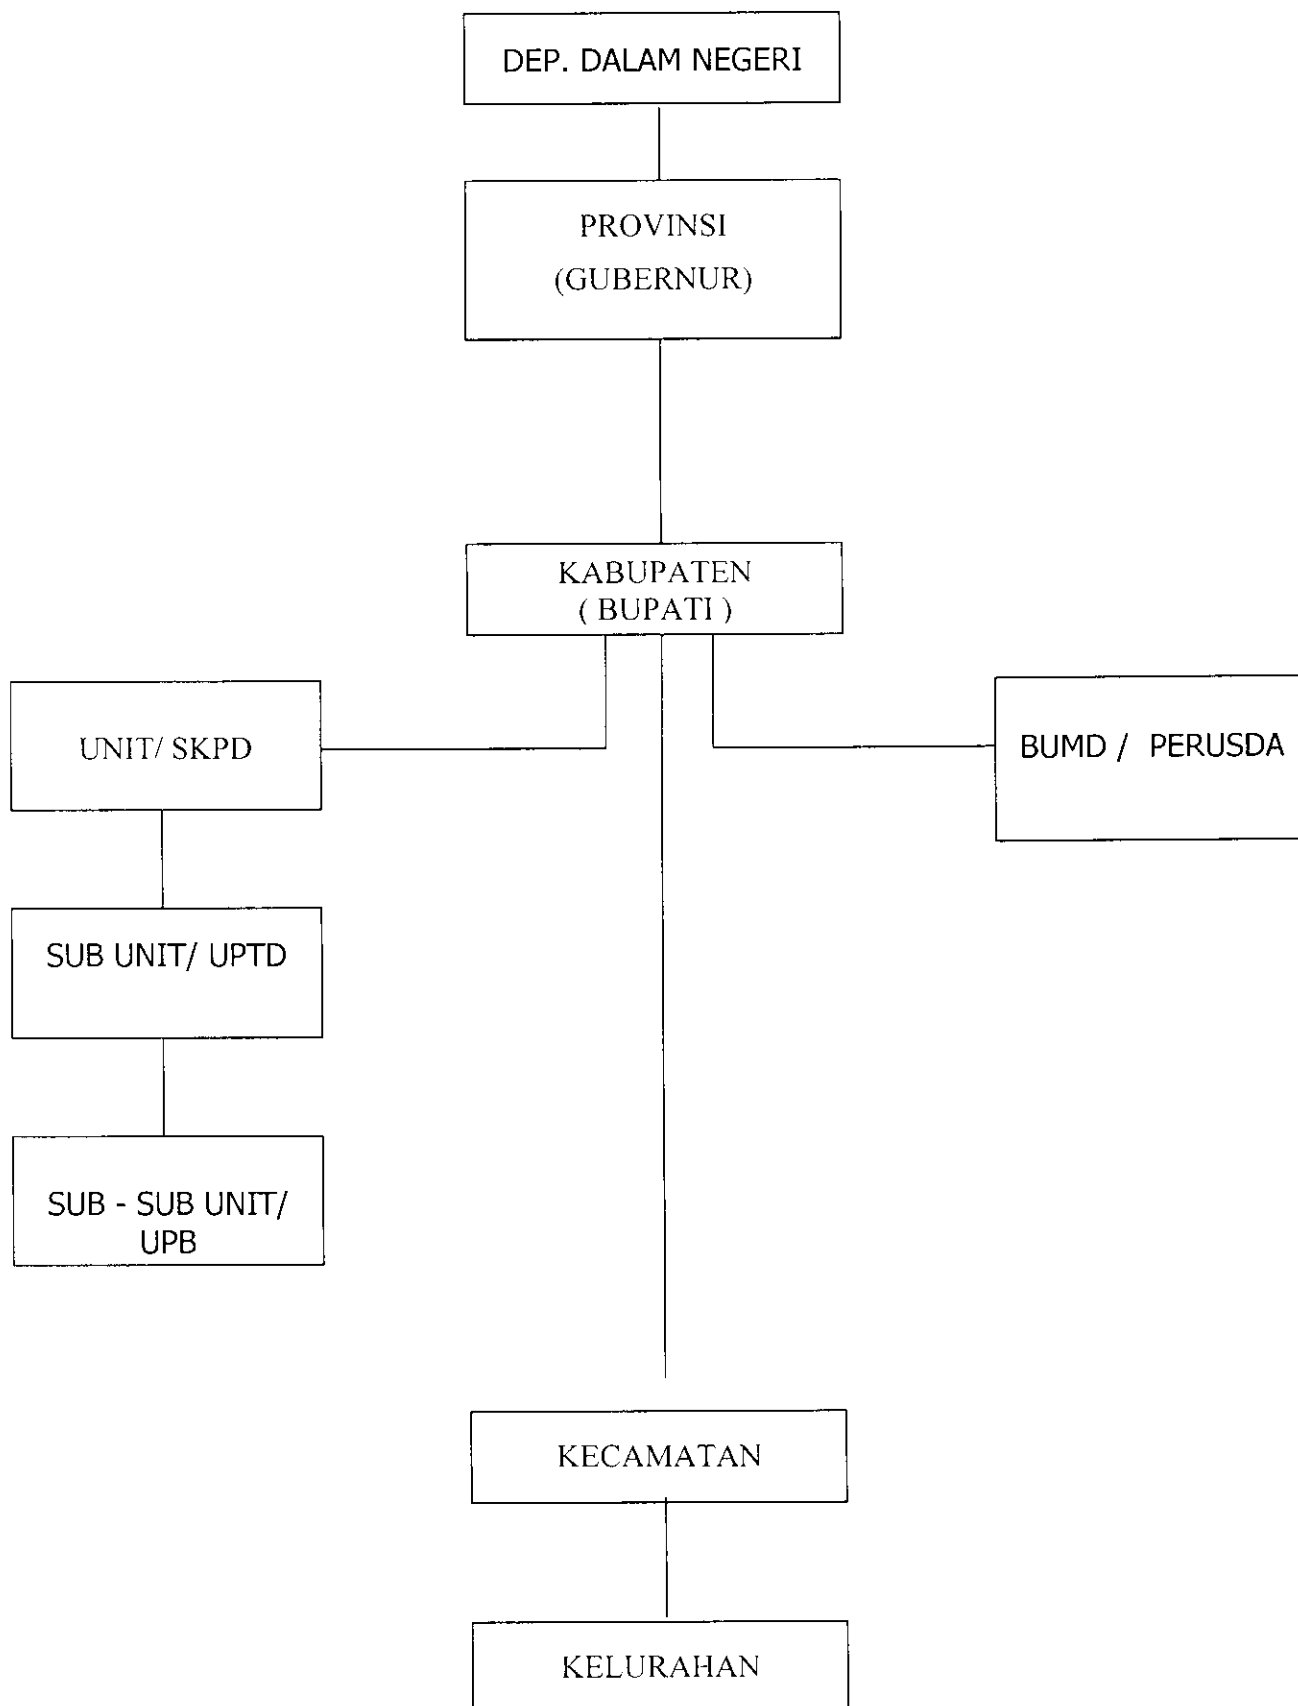 DEP. DALAM NEGERI
PROVINSI
(GUBERNUR)
KABUPATEN
( BUPATI )
UNIT/ SKPD
BUMD / PERUSDA
SUB UNIT/ UPTD
SUB - SUB UNIT/
UPB
KECAMATAN
KELURAHAN